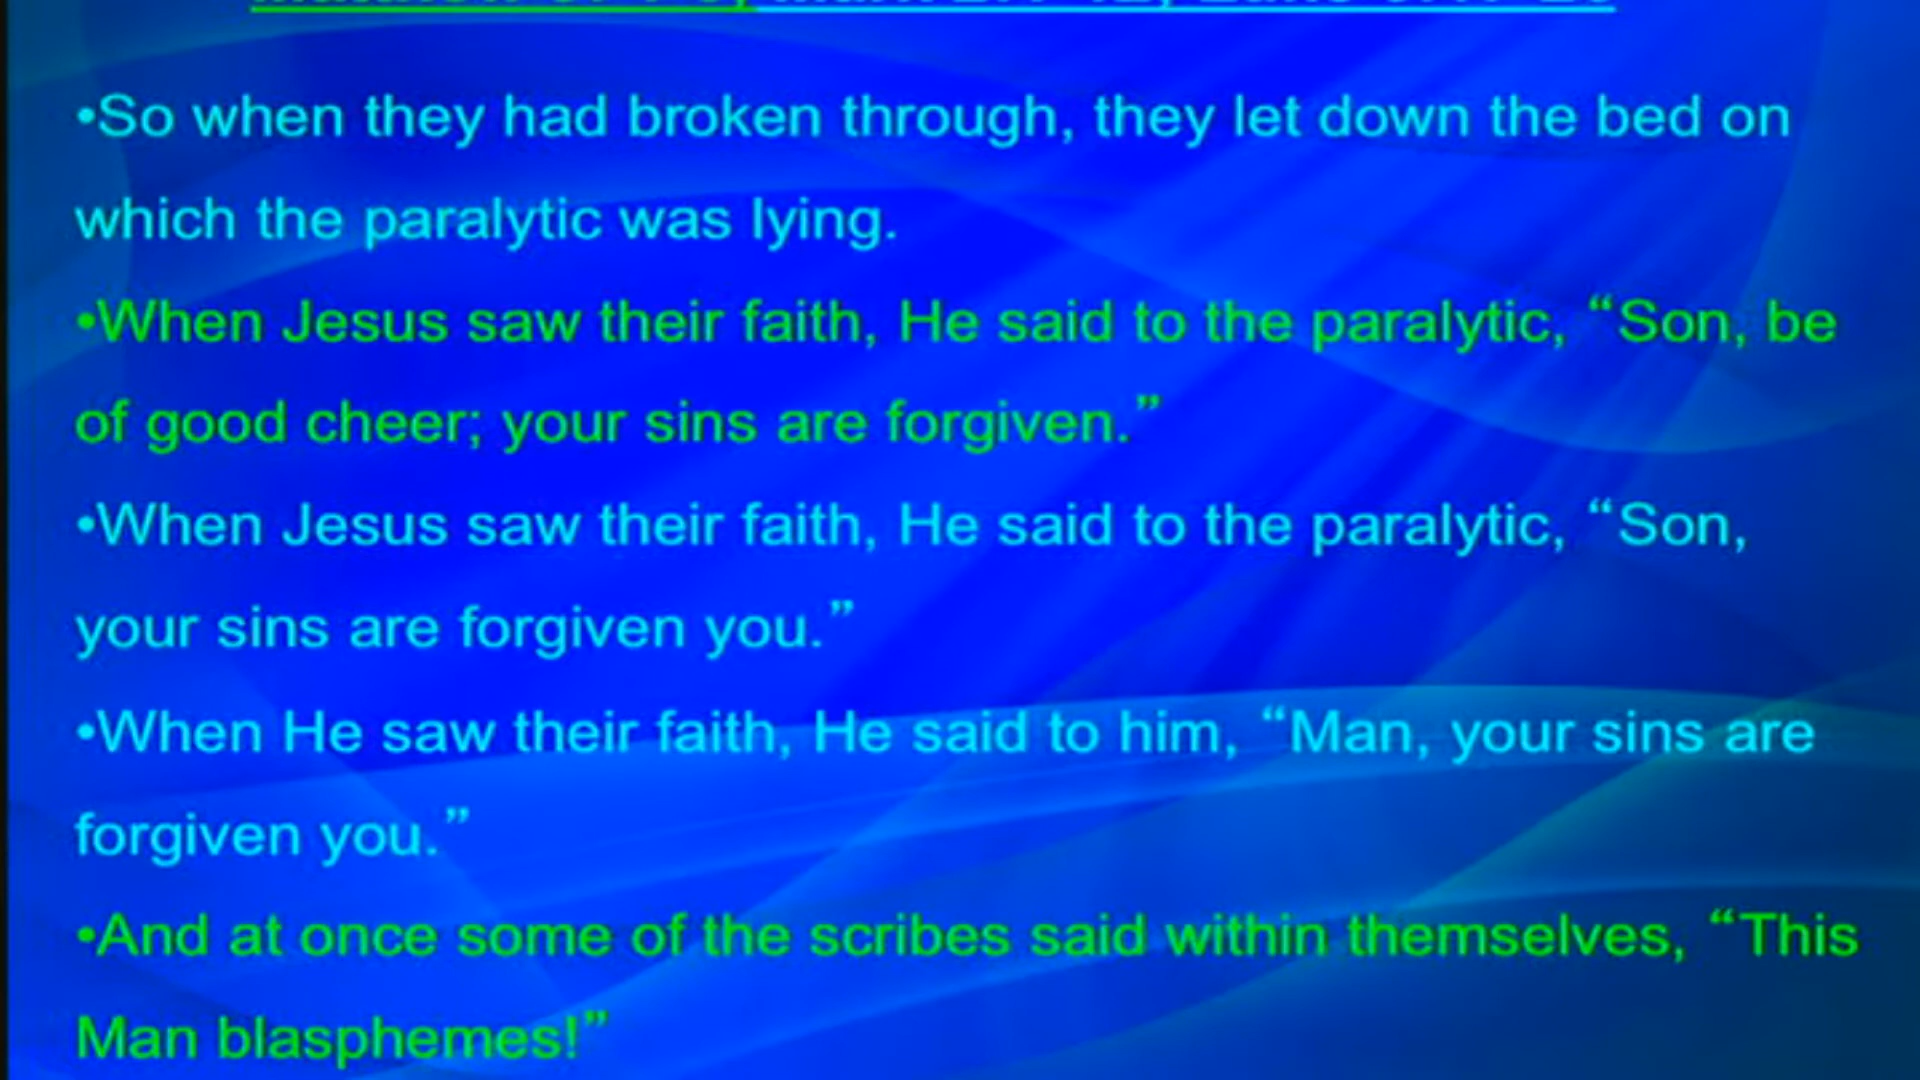 •So when they had broken through, they let down the bed on
which the paralytic was lying.
•When Jesus saw their faith, He said to the paralytic, “Son, be
of good cheer; your sins are forgiven.”
•When Jesus saw their faith, He said to the paralytic, “Son,
your sins are forgiven you.”
•When He saw their faith, He said to him, “Man, your sins are
forgiven you.”
•And at once some of the scribes said within themselves, “This
Man blasphemes!”